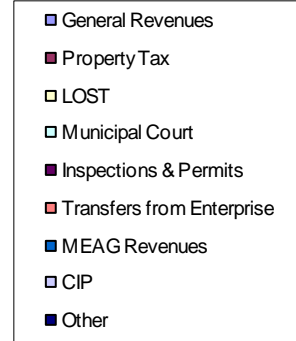 General Revenues
Property Tax
LOST
Municipal Court
Inspections & Permits
Transfers from Enterprise
MEAG Revenues
CIP
Other